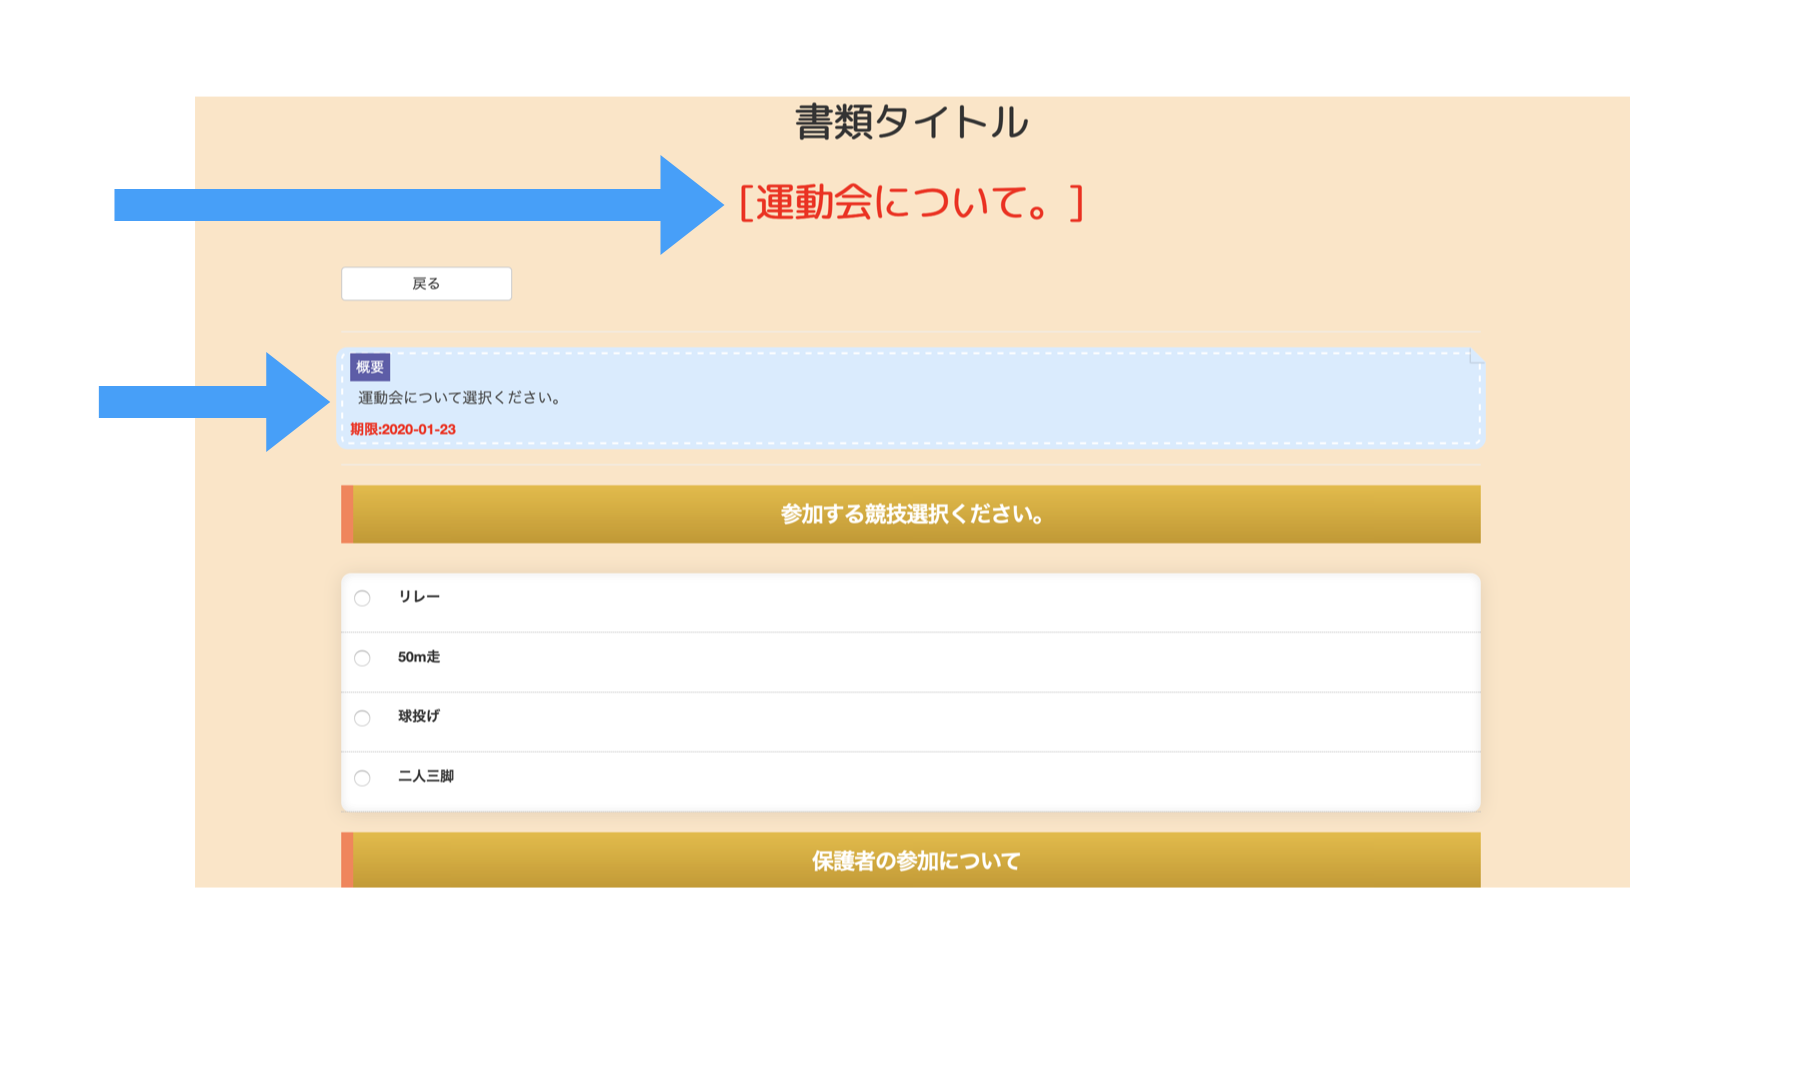 書類タイトル
[運動会について。]
戻る
概要
運動会について選択ください。
期限:2020-01-23
参加する競技選択ください。
リレー
50m走
球投げ
二人三脚
保護者の参加について